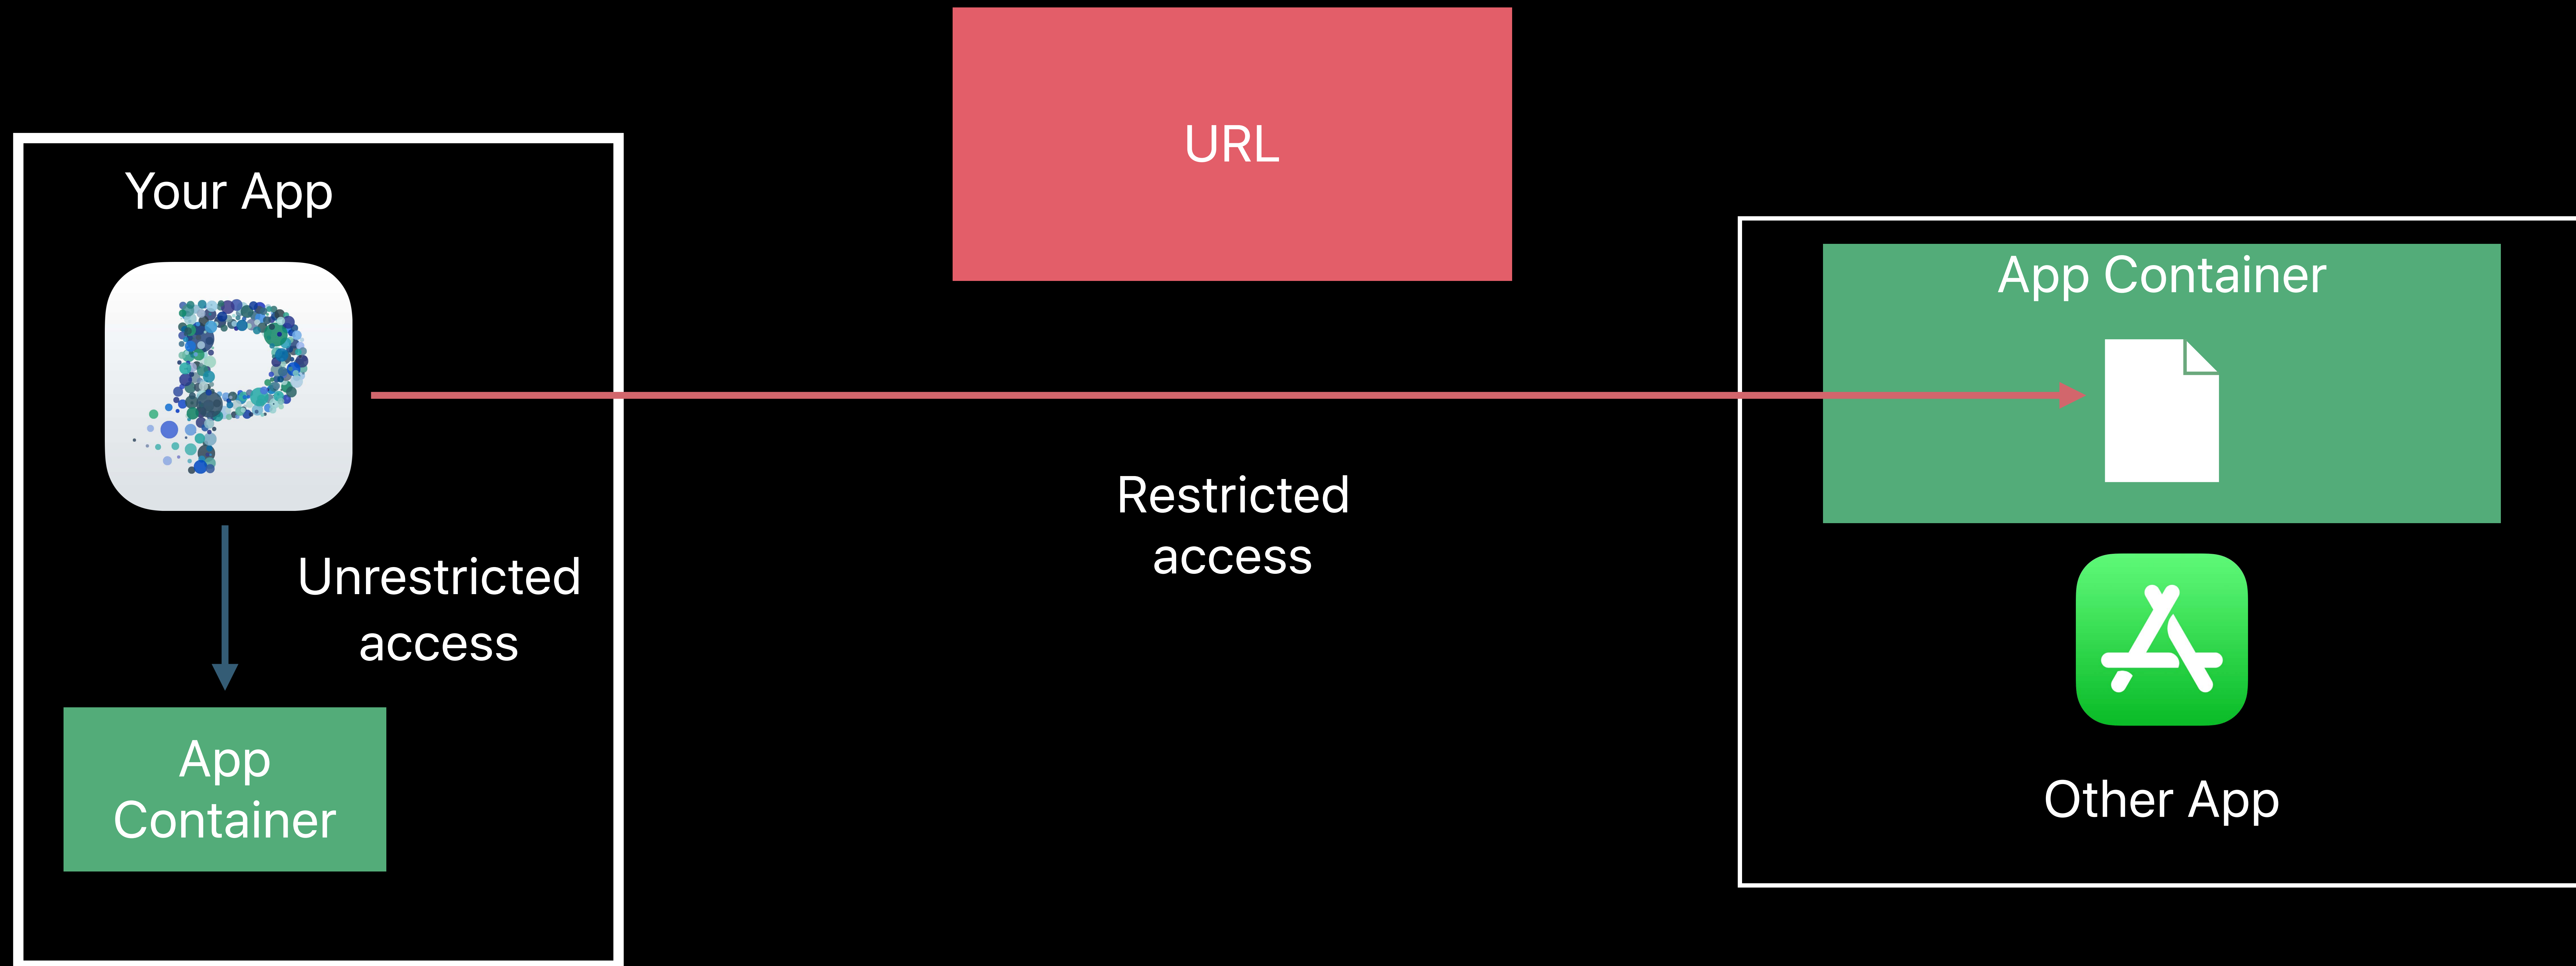 Your App
Unrestricted
access
App
Container
URL
Restricted
access
App Container
Other App